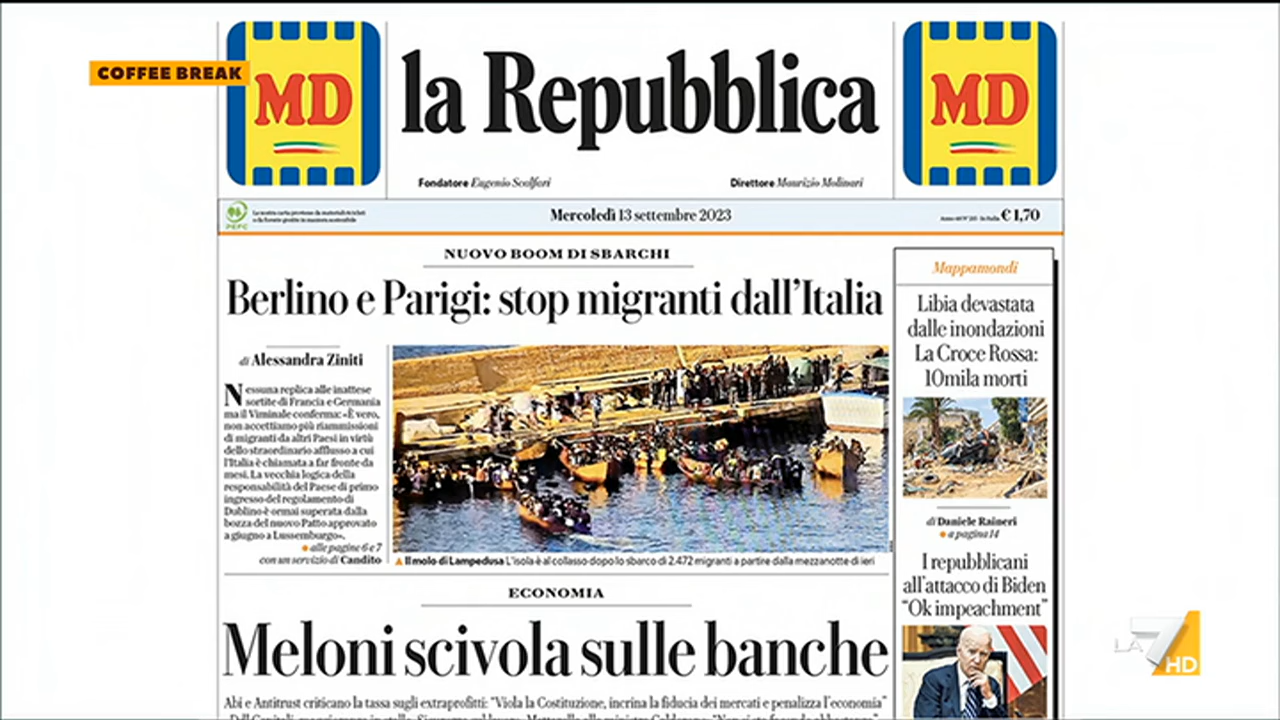 COFFEE BREAK
MD
la Repubblica
MD
Fondatore Eugenio Scalfari
Direttore Maurizio Molinari
Mercoledì 13 settembre 2023
€ 1,70
NUOVO BOOM DI SBARCHI
Berlino e Parigi: stop migranti dall'Italia
di Alessandra Ziniti
Nessuna replica alle inattese
sortite di Francia e Germania
ma il Viminale conferma: «È vero,
non accettiamo più riammissioni
di migranti da altri Paesi in virtù
dello straordinario afflusso a cui
l'Italia è chiamata a far fronte da
mesi. La vecchia logica della
responsabilità del Paese di primo
ingresso del regolamento di
Dublino è ormai superata dalla
bozza del nuovo Patto approvato
a giugno a Lussemburgo».
alle pagine 6 e 7
con un servizio di Candito
Il molo di Lampedusa L'isola è al collasso dopo lo sbarco di 2.472 migranti a partire dalla mezzanotte di ieri
Mappamondi
Libia devastata
dalle inondazioni
La Croce Rossa:
10mila morti
di Daniele Raineri
a pagina 14
I repubblicani
all'attacco di Biden
"Ok impeachment"
ECONOMIA
Meloni scivola sulle banche
Abi e Antitrust criticano la tassa sugli extraprofitti: "Viola la Costituzione, incrina la fiducia dei mercati e penalizza l'economia"
LA 7 HD